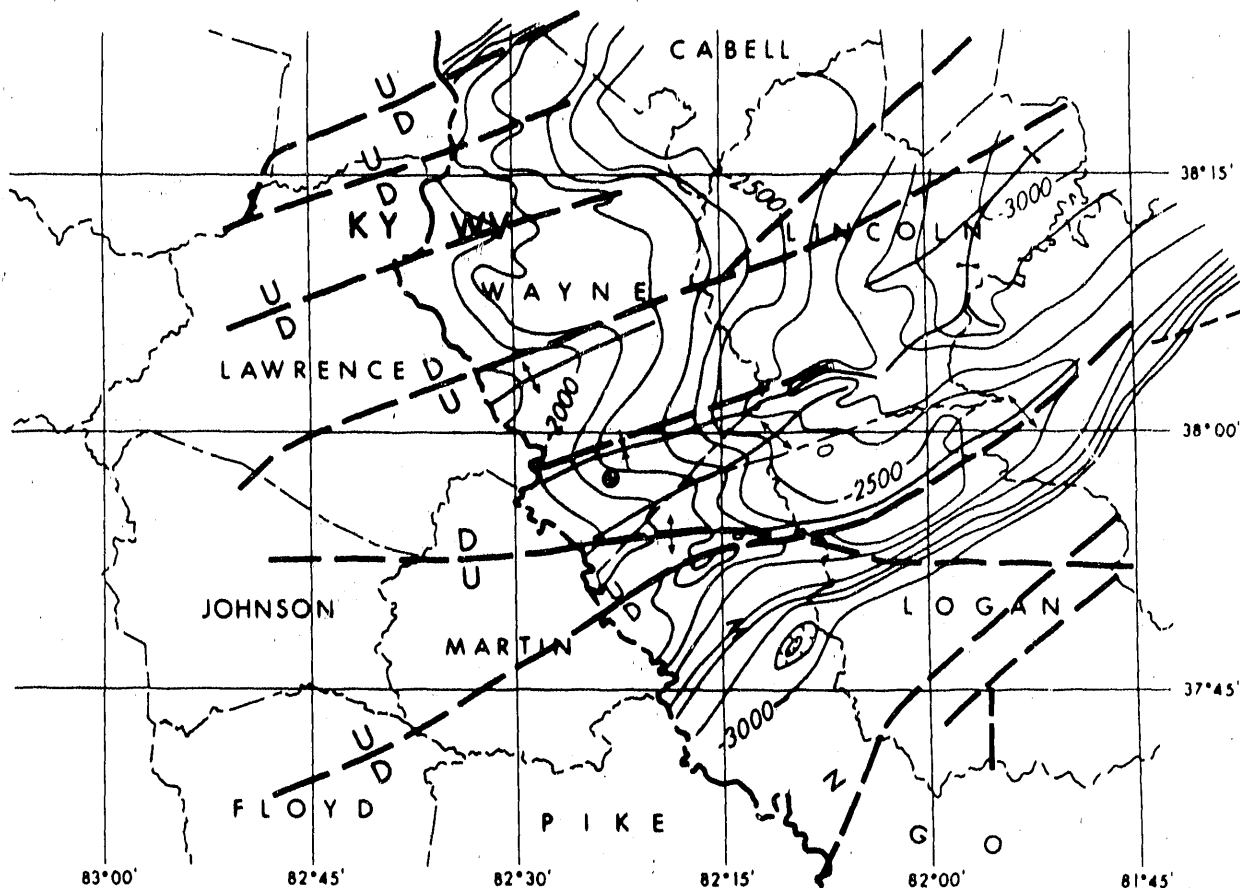 CABELL
U
D
U
D
38°15'
-2500
-3000
KY WV
LINCOLN
U
D
WAYNE
LAWRENCE
D
U
-2000
38°00'
-2500
D
U
U
D
JOHNSON
LOGAN
MARTIN
37°45'
-3000
U
D
N
FLOYD
PIKE
G
O
83°00' 82°45' 82°30' 82°15' 82°00' 81°45'